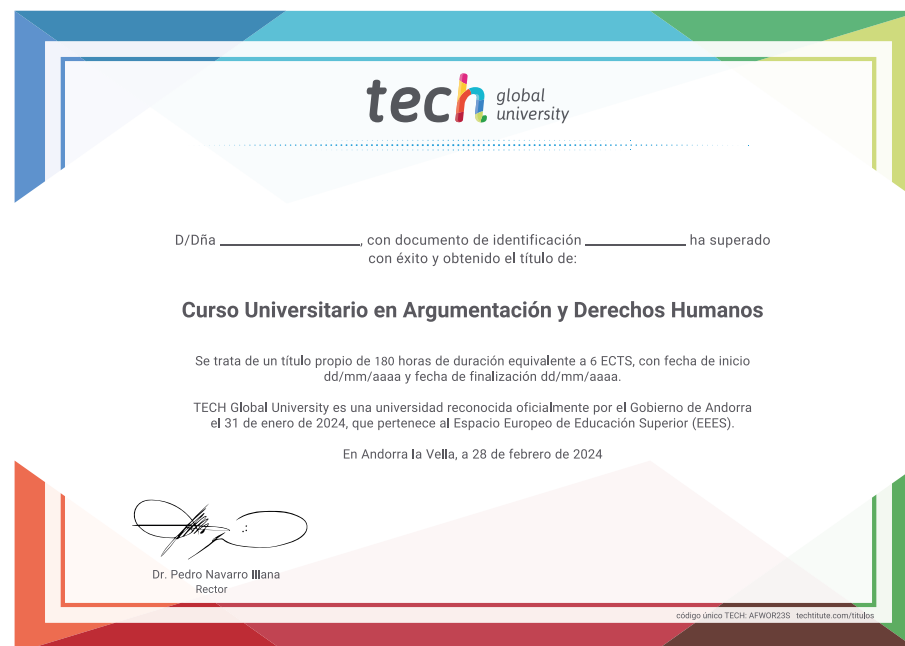 tech global university
D/Dña ____________________, con documento de identificación ______________ ha superado
con éxito y obtenido el título de:
Curso Universitario en Argumentación y Derechos Humanos
Se trata de un título propio de 180 horas de duración equivalente a 6 ECTS, con fecha de inicio
dd/mm/aaaa y fecha de finalización dd/mm/aaaa.
TECH Global University es una universidad reconocida oficialmente por el Gobierno de Andorra
el 31 de enero de 2024, que pertenece al Espacio Europeo de Educación Superior (EEES).
En Andorra la Vella, a 28 de febrero de 2024
Dr. Pedro Navarro Illana
Rector
código único TECH: AFWOR23S techtitute.com/titulos